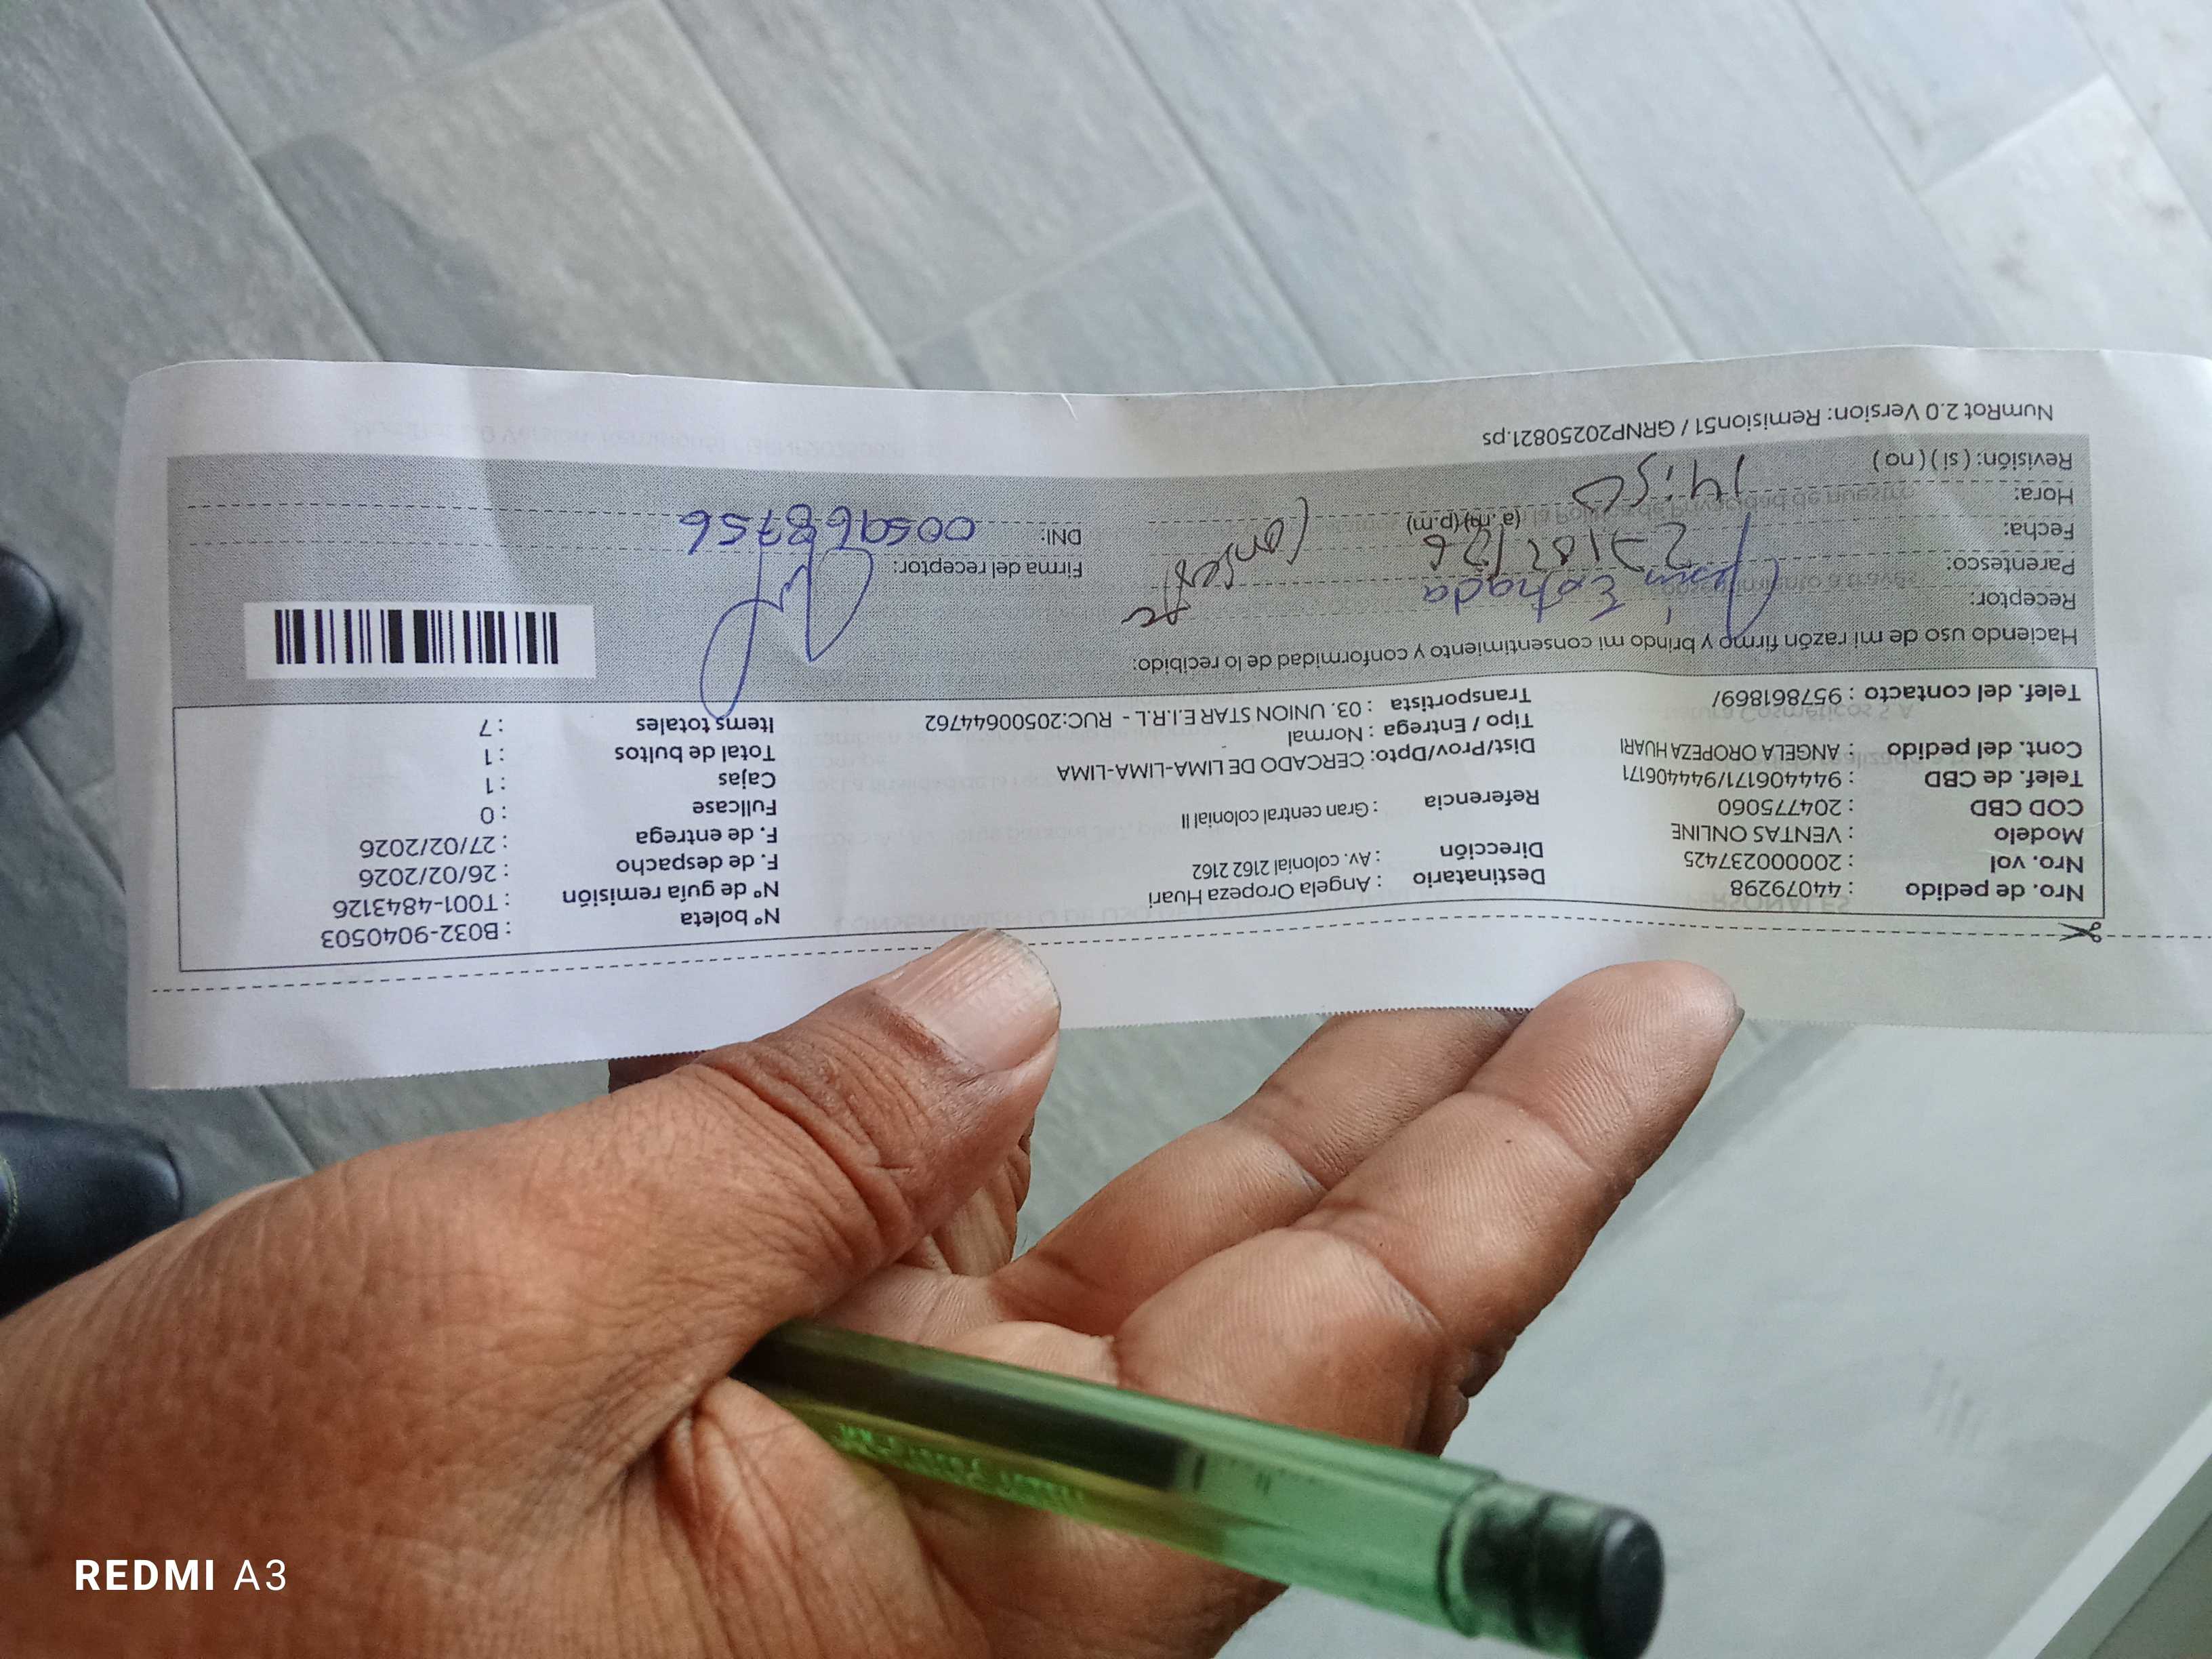 Nro. de pedido : 44079298
Nro. vol : 2000000237425
Modelo : VENTAS ONLINE
COD CBD : 204775060
Telef. de CBD : 944406171/944406171
Cont. del pedido : ANGELA OROPEZA HUARI
Telef. del contacto : 957861869/
Destinatario : Angela Oropeza Huari
Dirección : Av. colonial 2162 2162
Referencia : Gran central colonial II
Dist/Prov/Dpto: CERCADO DE LIMA-LIMA-LIMA
Tipo / Entrega : Normal
Transportista : 03. UNION STAR E.I.R.L - RUC:20500644762
N° boleta : B032-9040503
N° de guía remisión : T001-4843126
F. de despacho : 26/02/2026
F. de entrega : 27/02/2026
Fullcase : 0
Cajas : 1
Total de bultos : 1
Items totales : 7
Haciendo uso de mi razón firmo y brindo mi consentimiento y conformidad de lo recibido:
Receptor: Estrada
Parentesco:
Fecha: 27/02/26
Hora: 14:50 (a.m) (p.m)
Revisión: ( si ) ( no )
Firma del receptor:
DNI: 005968756
NumRot 2.0 Version: Remision51 / GRNP20250821.ps
REDMI A3